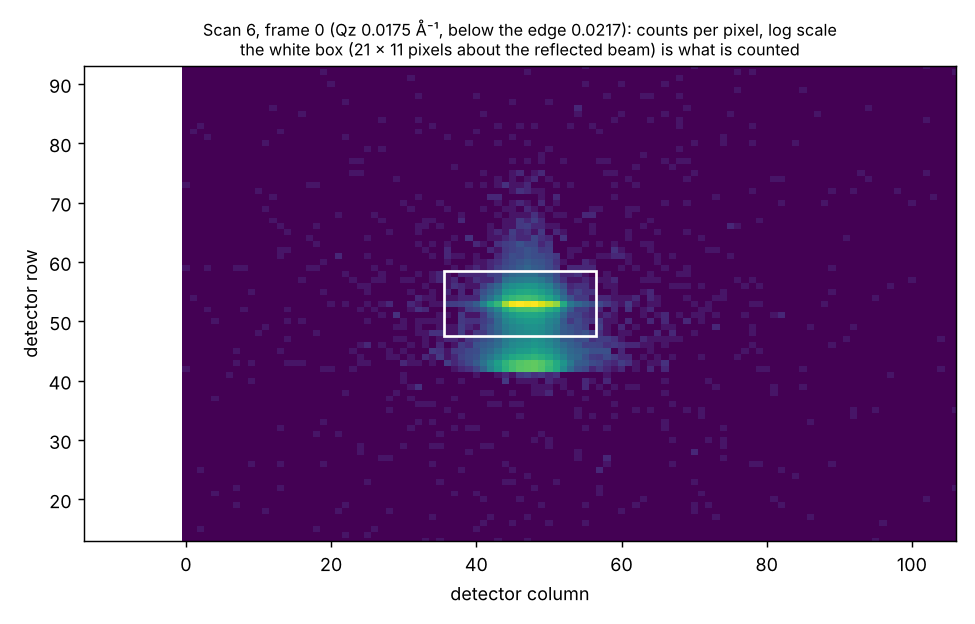 Scan 6, frame 0 (Qz 0.0175 Å⁻¹, below the edge 0.0217): counts per pixel, log scale
the white box (21 × 11 pixels about the reflected beam) is what is counted
90
80
70
60
50
40
30
20
detector row
0 20 40 60 80 100
detector column